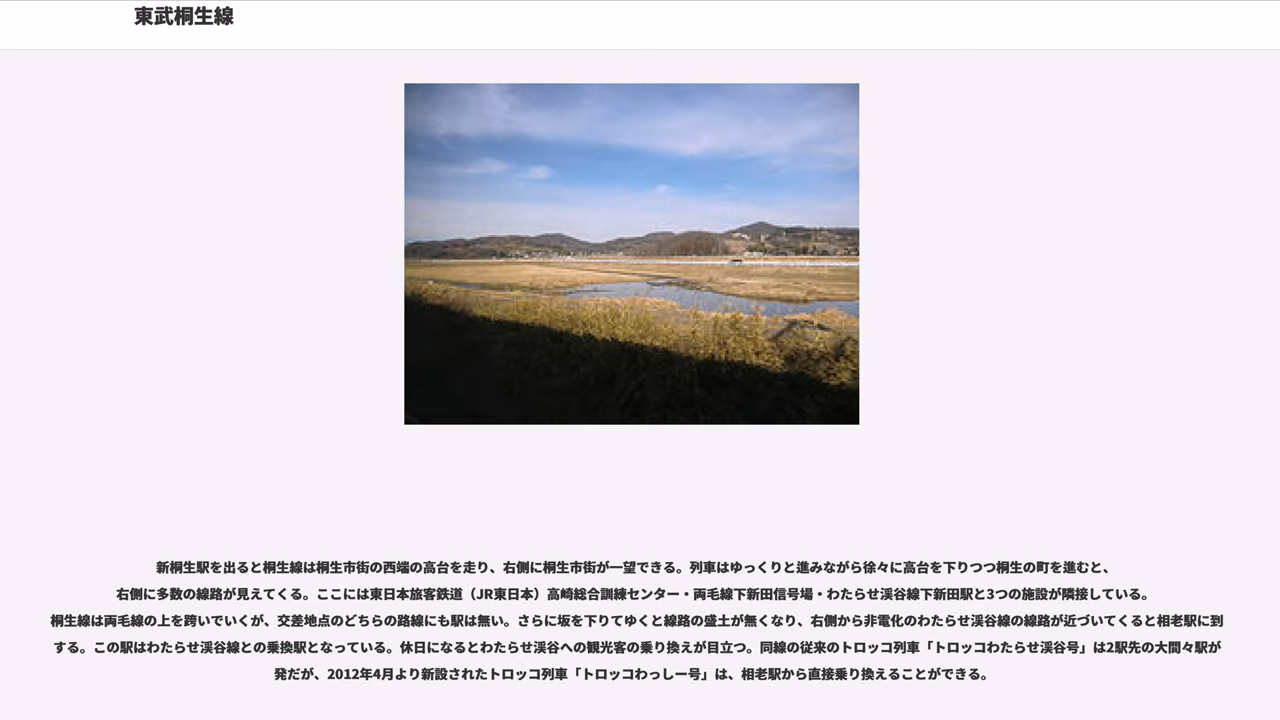 東武桐生線
新桐生駅を出ると桐生線は桐生市街の西端の高台を走り、右側に桐生市街が一望できる。列車はゆっくりと進みながら徐々に高台を下りつつ桐生の町を進むと、
右側に多数の線路が見えてくる。ここには東日本旅客鉄道（JR東日本）高崎総合訓練センター・両毛線下新田信号場・わたらせ渓谷線下新田駅と3つの施設が隣接している。
桐生線は両毛線の上を跨いでいくが、交差地点のどちらの路線にも駅は無い。さらに坂を下りてゆくと線路の盛土が無くなり、右側から非電化のわたらせ渓谷線の線路が近づいてくると相老駅に到
する。この駅はわたらせ渓谷線との乗換駅となっている。休日になるとわたらせ渓谷への観光客の乗り換えが目立つ。同線の従来のトロッコ列車「トロッコわたらせ渓谷号」は2駅先の大間々駅が
発だが、2012年4月より新設されたトロッコ列車「トロッコわっしー号」は、相老駅から直接乗り換えることができる。